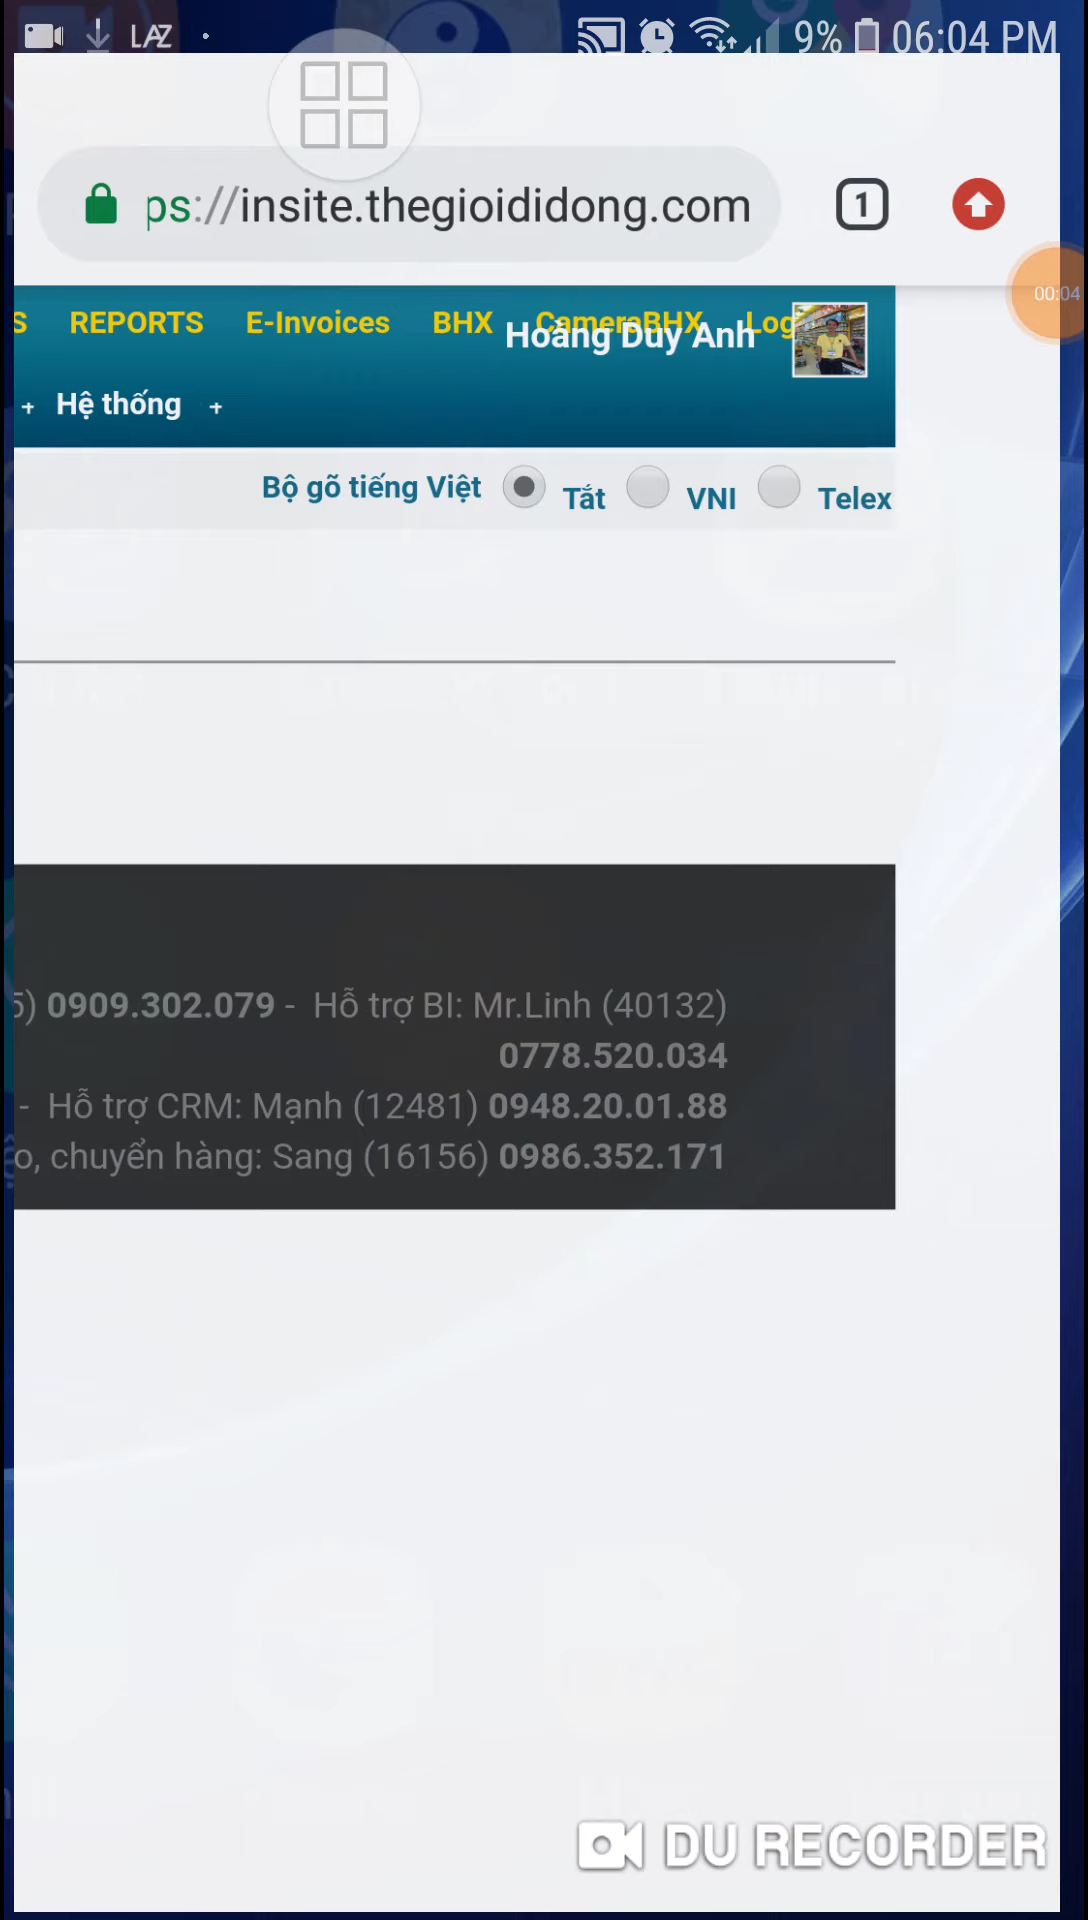 LAZ
9% 06:04 PM
ps://insite.thegioididong.com
1
00:04
S REPORTS E-Invoices BHX CameraBHX Log
Hoàng Duy Anh
+ Hệ thống +
Bộ gõ tiếng Việt Tắt VNI Telex
5) 0909.302.079 - Hỗ trợ BI: Mr.Linh (40132)
0778.520.034
- Hỗ trợ CRM: Mạnh (12481) 0948.20.01.88
o, chuyển hàng: Sang (16156) 0986.352.171
DU RECORDER